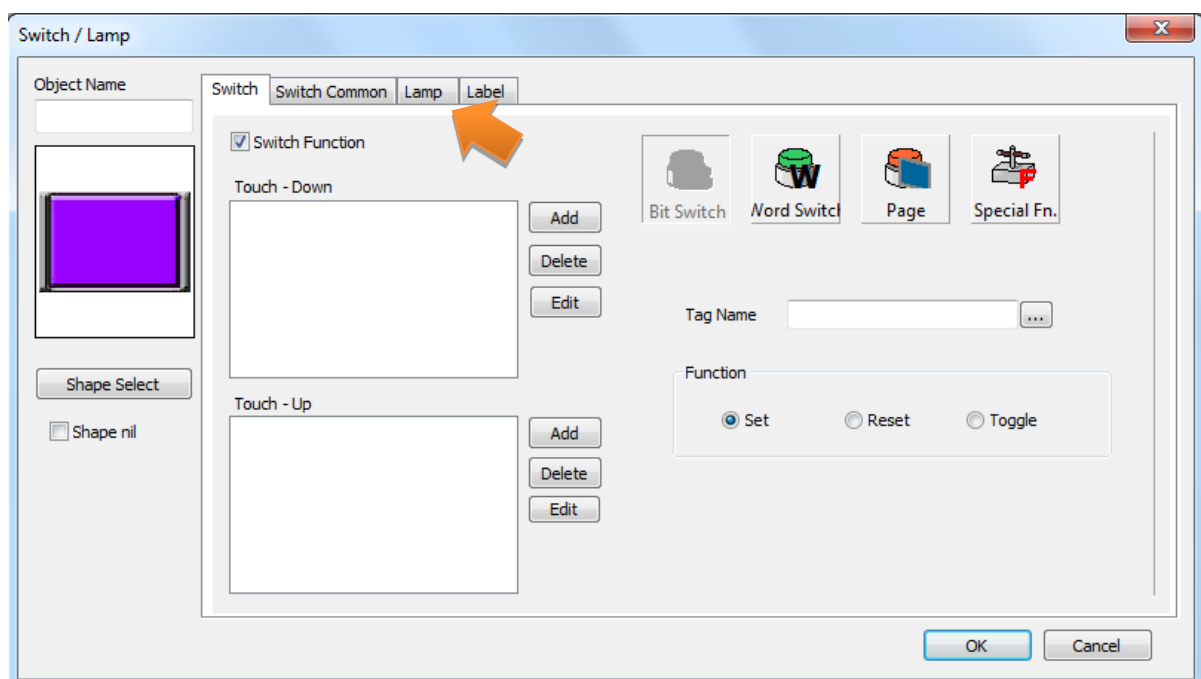 Switch / Lamp
X
Object Name
Switch
Switch Common
Lamp
Label
Switch Function
Touch - Down
Add
Delete
Edit
Touch - Up
Add
Delete
Edit
Bit Switch
W
Word Switch
Page
F
Special Fn.
Tag Name
...
Function
Set
Reset
Toggle
Shape Select
Shape nil
OK
Cancel